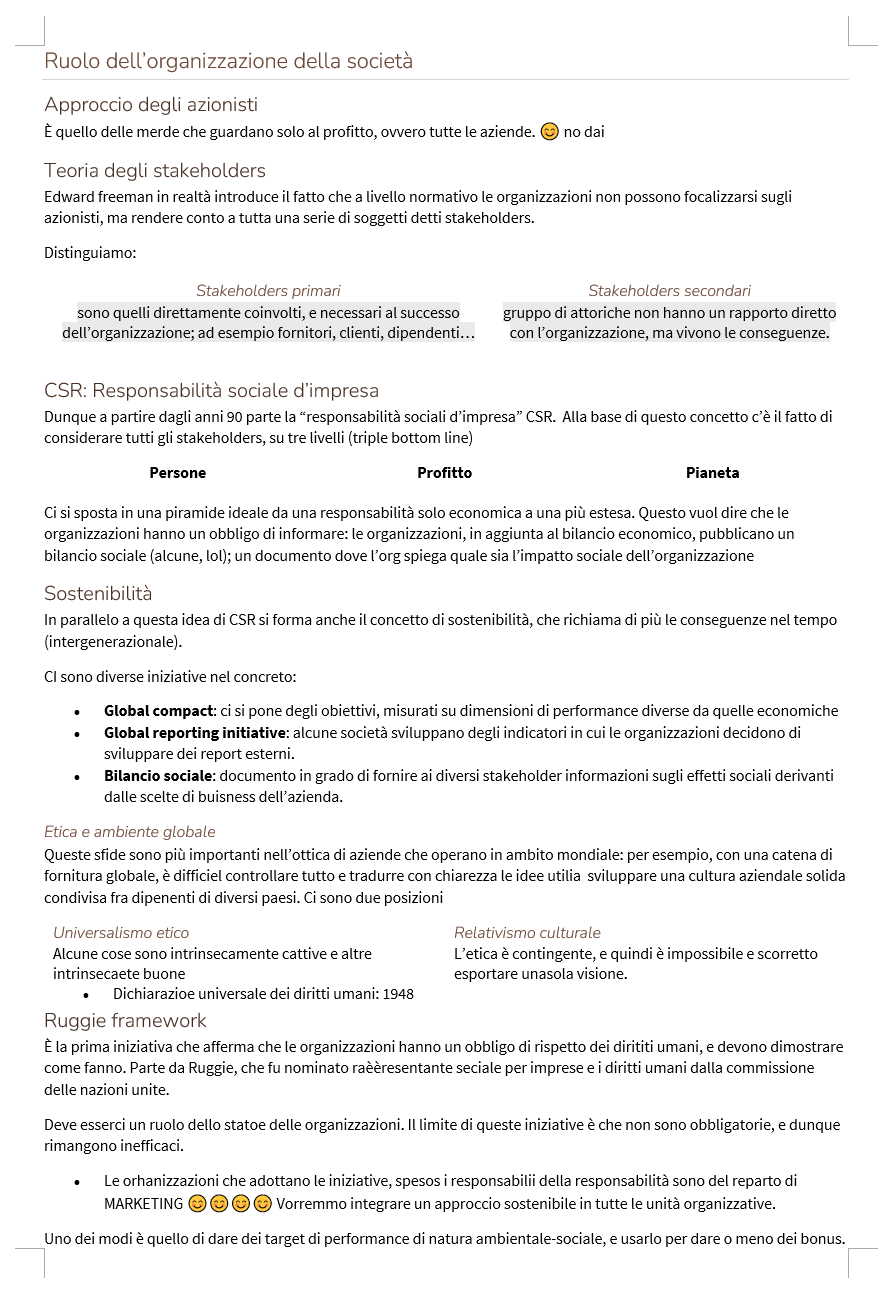 Ruolo dell’organizzazione della società
Approccio degli azionisti
È quello delle merde che guardano solo al profitto, ovvero tutte le aziende. 😊 no dai
Teoria degli stakeholders
Edward freeman in realtà introduce il fatto che a livello normativo le organizzazioni non possono focalizzarsi sugli
azionisti, ma rendere conto a tutta una serie di soggetti detti stakeholders.
Distinguiamo:
Stakeholders primari
sono quelli direttamente coinvolti, e necessari al successo
dell’organizzazione; ad esempio fornitori, clienti, dipendenti…
Stakeholders secondari
gruppo di attoriche non hanno un rapporto diretto
con l’organizzazione, ma vivono le conseguenze.
CSR: Responsabilità sociale d’impresa
Dunque a partire dagli anni 90 parte la “responsabilità sociali d’impresa” CSR.  Alla base di questo concetto c’è il fatto di
considerare tutti gli stakeholders, su tre livelli (triple bottom line)
Persone Profitto Pianeta
Ci si sposta in una piramide ideale da una responsabilità solo economica a una più estesa. Questo vuol dire che le
organizzazioni hanno un obbligo di informare: le organizzazioni, in aggiunta al bilancio economico, pubblicano un
bilancio sociale (alcune, lol); un documento dove l’org spiega quale sia l’impatto sociale dell’organizzazione
Sostenibilità
In parallelo a questa idea di CSR si forma anche il concetto di sostenibilità, che richiama di più le conseguenze nel tempo
(intergenerazionale).
CI sono diverse iniziative nel concreto:
• Global compact: ci si pone degli obiettivi, misurati su dimensioni di performance diverse da quelle economiche
• Global reporting initiative: alcune società sviluppano degli indicatori in cui le organizzazioni decidono di
sviluppare dei report esterni.
• Bilancio sociale: documento in grado di fornire ai diversi stakeholder informazioni sugli effetti sociali derivanti
dalle scelte di buisness dell’azienda.
Etica e ambiente globale
Queste sfide sono più importanti nell’ottica di aziende che operano in ambito mondiale: per esempio, con una catena di
fornitura globale, è difficiel controllare tutto e tradurre con chiarezza le idee utilia  sviluppare una cultura aziendale solida
condivisa fra dipenenti di diversi paesi. Ci sono due posizioni
Universalismo etico
Alcune cose sono intrinsecamente cattive e altre
intrinsecaete buone
• Dichiarazioe universale dei diritti umani: 1948
Relativismo culturale
L’etica è contingente, e quindi è impossibile e scorretto
esportare unasola visione.
Ruggie framework
È la prima iniziativa che afferma che le organizzazioni hanno un obbligo di rispetto dei dirititi umani, e devono dimostrare
come fanno. Parte da Ruggie, che fu nominato raèèresentante seciale per imprese e i diritti umani dalla commissione
delle nazioni unite.
Deve esserci un ruolo dello statoe delle organizzazioni. Il limite di queste iniziative è che non sono obbligatorie, e dunque
rimangono inefficaci.
• Le orhanizzazioni che adottano le iniziative, spesos i responsabilii della responsabilità sono del reparto di
MARKETING 😊😊😊😊 Vorremmo integrare un approccio sostenibile in tutte le unità organizzative.
Uno dei modi è quello di dare dei target di performance di natura ambientale-sociale, e usarlo per dare o meno dei bonus.